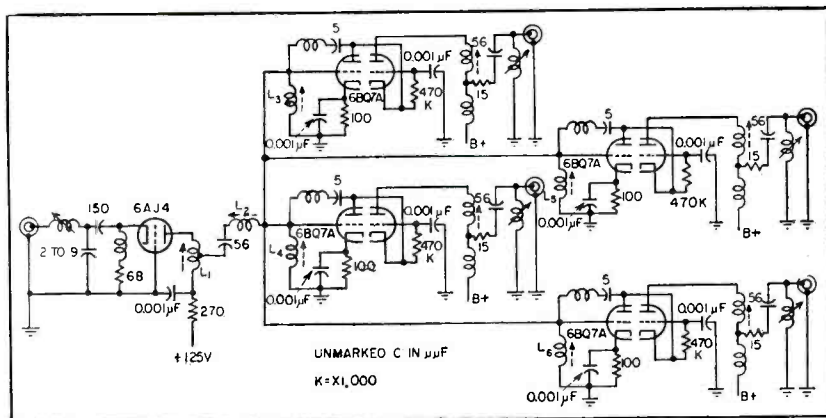 5
0.001µF
56
L3
6BQ7A
470
K
15
100
0.001µF
B+
5
0.001µF
56
6BQ7A
15
L5
100
470K
0.001µF
B+
150
6AJ4
L2
56
5
0.001µF
56
6BQ7A
470
K
15
L4
100
0.001µF
B+
2 TO 9
68
L1
0.001µF
270
+125V
5
0.001µF
56
6BQ7A
470
K
15
L6
100
0.001µF
B+
UNMARKED C IN µµF
K=X1,000